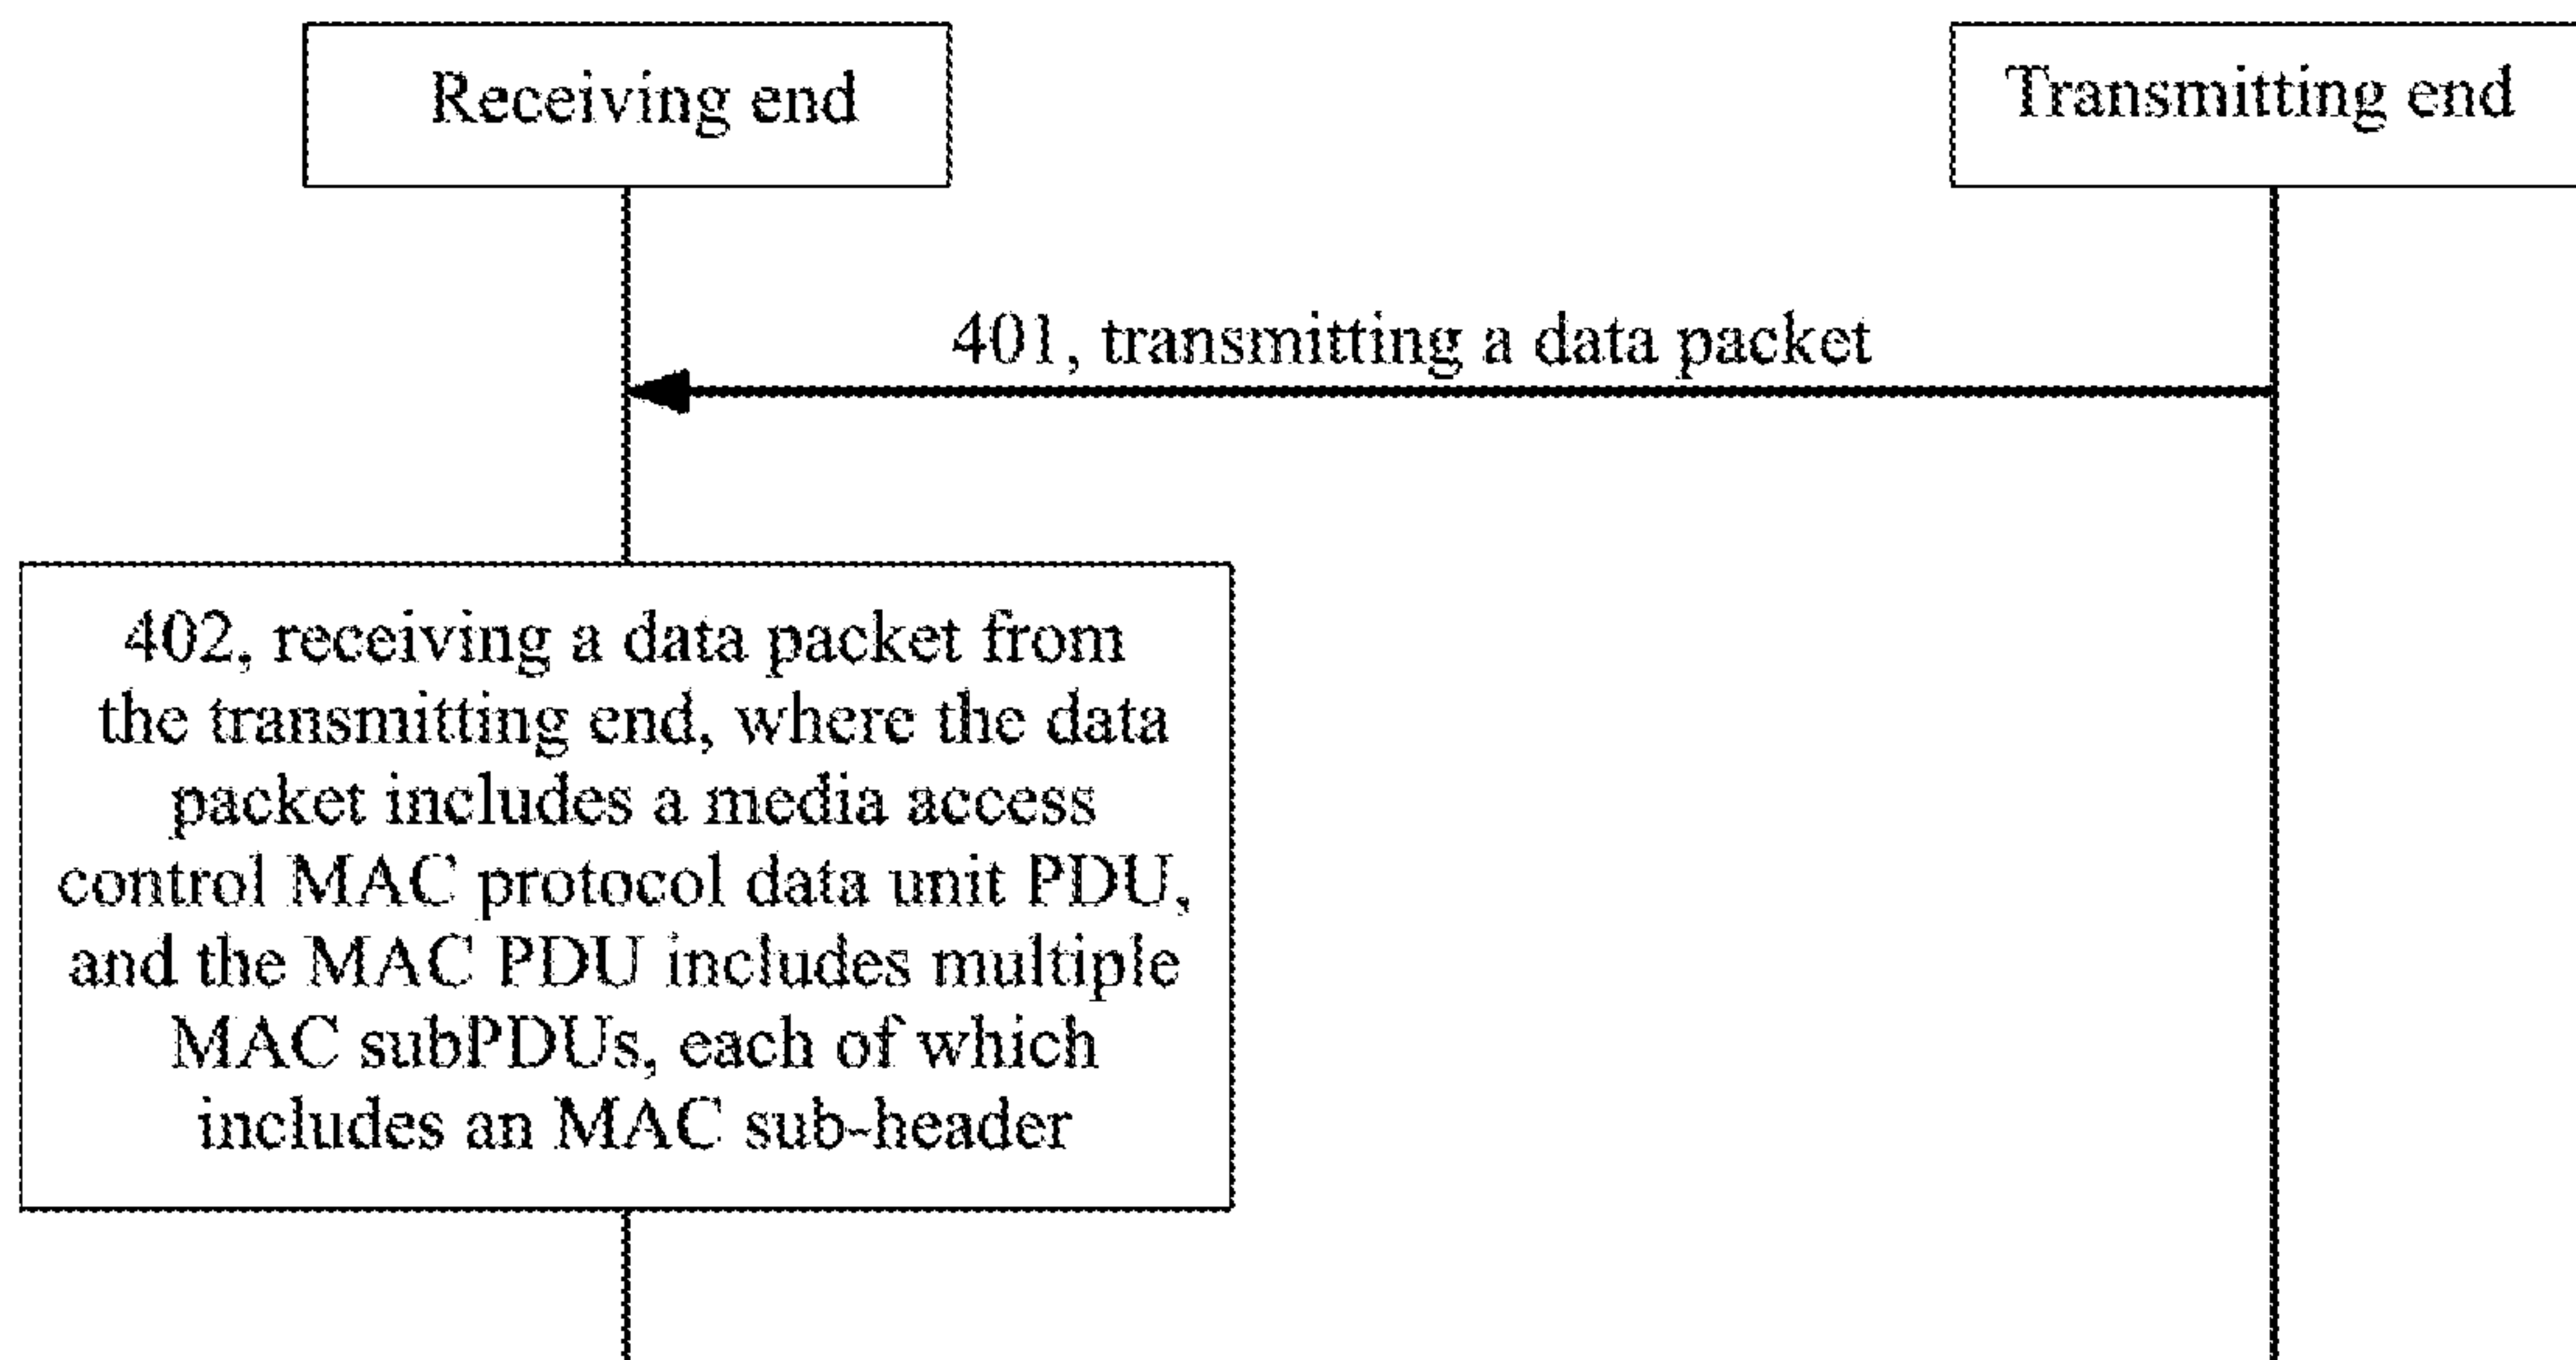 Receiving end
Transmitting end
401, transmitting a data packet
402, receiving a data packet from
the transmitting end, where the data
packet includes a media access
control MAC protocol data unit PDU,
and the MAC PDU includes multiple
MAC subPDUs, each of which
includes an MAC sub-header